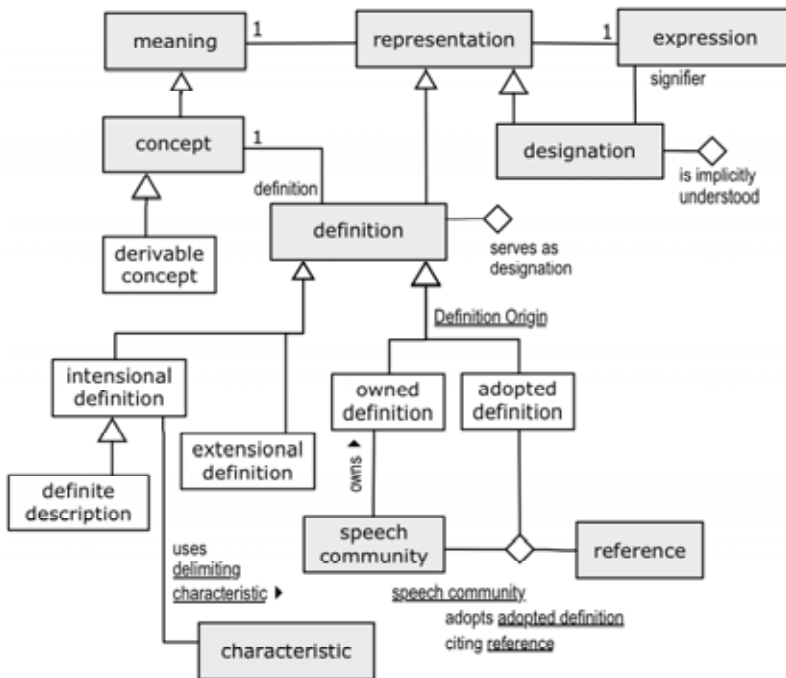 meaning
1
representation
1
expression
signifier
concept
1
designation
is implicitly
understood
definition
definition
serves as
designation
derivable
concept
Definition Origin
intensional
definition
owned
definition
adopted
definition
extensional
definition
owns
definite
description
speech
community
reference
uses
delimiting
characteristic
speech community
adopts adopted definition
citing reference
characteristic